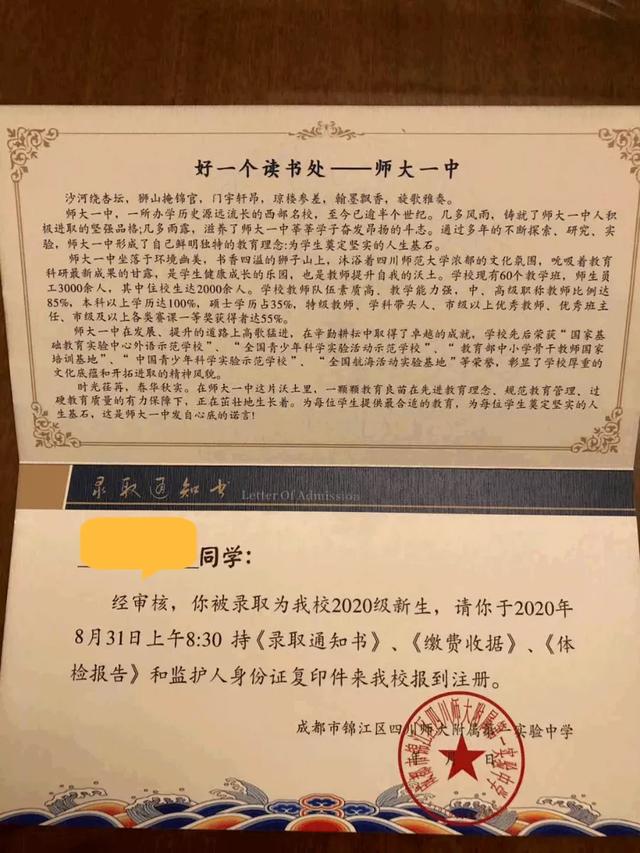 好一个读书处——师大一中
沙河绕杏坛，狮山掩锦官，门宇轩昂，琼楼参差，翰墨飘香，旋歌雅奏。
师大一中，一所办学历史源远流长的西部名校，至今已逾半个世纪。几多风雨，铸就了师大一中人积
极进取的坚强品格;几多雨露，滋养了师大一中莘莘学子奋发昂扬的斗志。通过多年的不断探索、研究、实
验，师大一中形成了自己鲜明独特的教育理念:为学生奠定坚实的人生基石。
师大一中坐落于环境幽美，书香四溢的狮子山上，沐浴着四川师范大学浓郁的文化氛围，吮吸着教育
科研最新成果的甘露，是学生健康成长的乐园，也是教师提升自我的沃土。学校现有60个教学班，师生员
工3000余人，其中住校生达2000余人。学校教师队伍素质高、教学能力强，中、高级职称教师比例达
85%，本科以上学历达100%，硕士学历占35%，特级教师、学科带头人、市级以上优秀教师、优秀班主
任、市级及以上各类赛课一等奖获得者达55%。
师大一中在发展、提升的道路上高歌猛进，在辛勤耕耘中取得了卓越的成就，学校先后荣获“国家基
础教育实验中心外语示范学校”、“全国青少年科学实验活动示范学校”、“教育部中小学骨干教师国家
培训基地”、“中国青少年科学实验示范学校”、“全国航海活动实验基地”等荣誉，彰显了学校厚重的
文化底蕴和开拓进取的精神风貌。
时光荏苒，春华秋实。在师大一中这片沃土里，一颗颗教育良苗在先进教育理念、规范教育管理、过
硬教育质量的有力保障下，正在茁壮地生长着。为每位学生提供最合适的教育，为每位学生奠定坚实的人
生基石，这是师大一中发自心底的诺言!
录取通知书 Letter Of Admission
同学：
经审核，你被录取为我校2020级新生，请你于2020年
8月31日上午8:30 持《录取通知书》、《缴费收据》、《体
检报告》和监护人身份证复印件来我校报到注册。
成都市锦江区四川师大附属第一实验中学
年 月 日